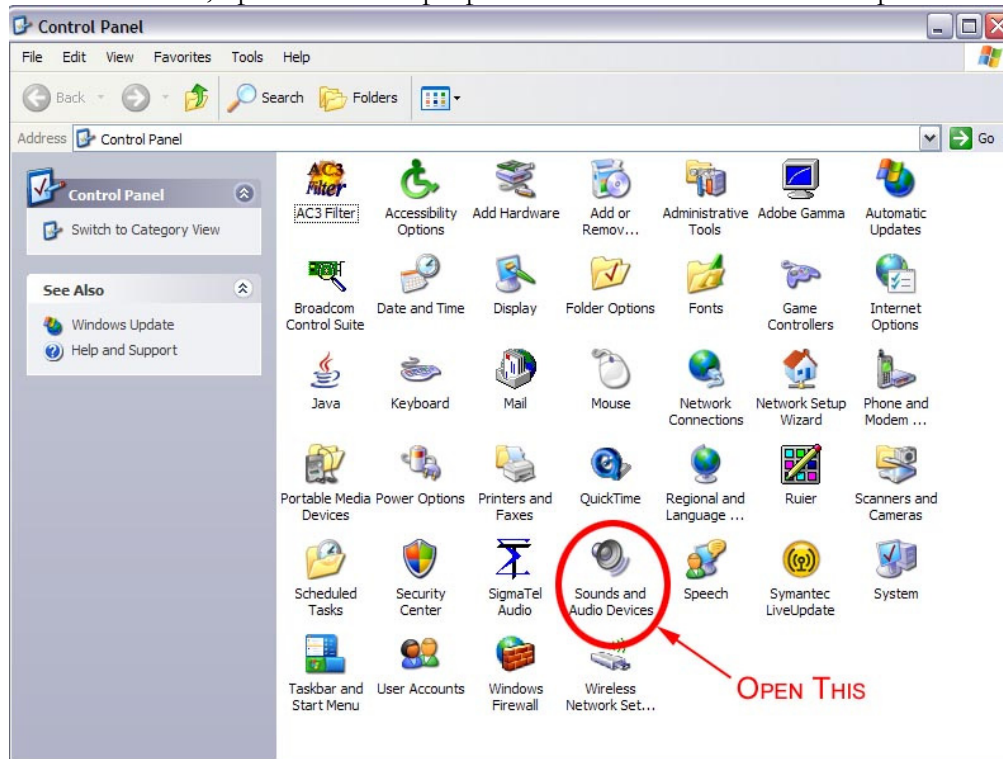 Control Panel
File Edit View Favorites Tools Help
Back Search Folders
Address Control Panel Go
Control Panel
Switch to Category View
See Also
Windows Update
Help and Support
AC3 Filter
AC3 Filter
Accessibility
Options
Add Hardware
Add or
Remov...
Administrative
Tools
Adobe Gamma
Automatic
Updates
Broadcom
Control Suite
Date and Time
Display
Folder Options
Fonts
Game
Controllers
Internet
Options
Java
Keyboard
Mail
Mouse
Network
Connections
Network Setup
Wizard
Phone and
Modem ...
Portable Media
Devices
Power Options
Printers and
Faxes
QuickTime
Regional and
Language ...
Ruler
Scanners and
Cameras
Scheduled
Tasks
Security
Center
SigmaTel
Audio
Sounds and
Audio Devices
Speech
Symantec
LiveUpdate
System
Taskbar and
Start Menu
User Accounts
Windows
Firewall
Wireless
Network Set...
OPEN THIS